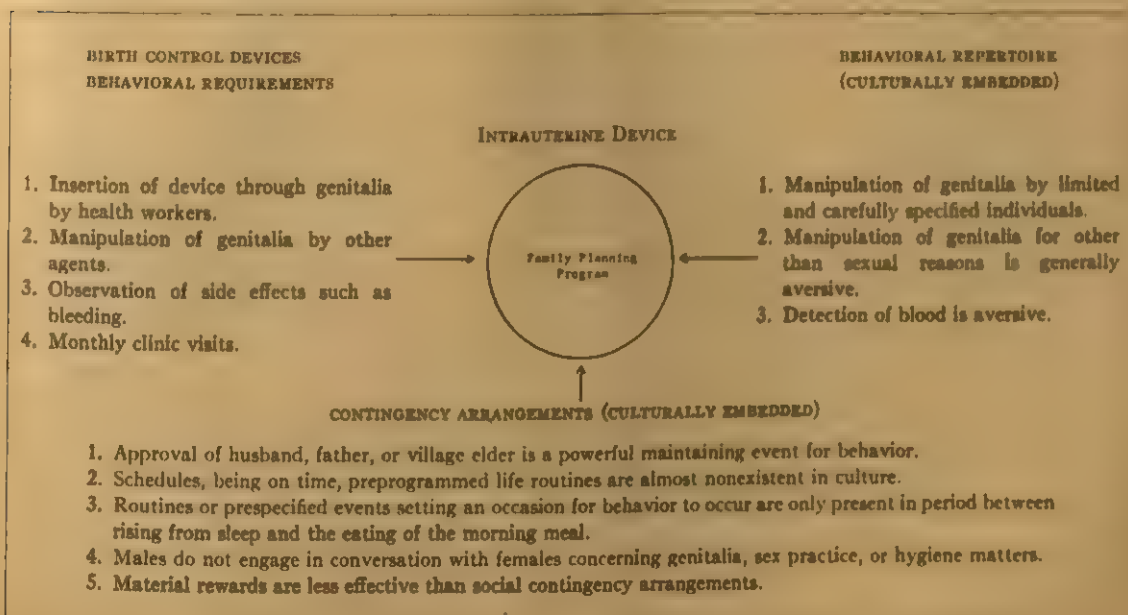 BIRTH CONTROL DEVICES
BEHAVIORAL REQUIREMENTS
BEHAVIORAL REPERTOIRE
(CULTURALLY EMBEDDED)
INTRAUTERINE DEVICE
1. Insertion of device through genitalia
by health workers.
2. Manipulation of genitalia by other
agents.
3. Observation of side effects such as
bleeding.
4. Monthly clinic visits.
Family Planning
Program
1. Manipulation of genitalia by limited
and carefully specified individuals.
2. Manipulation of genitalia for other
than sexual reasons is generally
aversive.
3. Detection of blood is aversive.
CONTINGENCY ARRANGEMENTS (CULTURALLY EMBEDDED)
1. Approval of husband, father, or village elder is a powerful maintaining event for behavior.
2. Schedules, being on time, preprogrammed life routines are almost nonexistent in culture.
3. Routines or prespecified events setting an occasion for behavior to occur are only present in period between
rising from sleep and the eating of the morning meal.
4. Males do not engage in conversation with females concerning genitalia, sex practice, or hygiene matters.
5. Material rewards are less effective than social contingency arrangements.